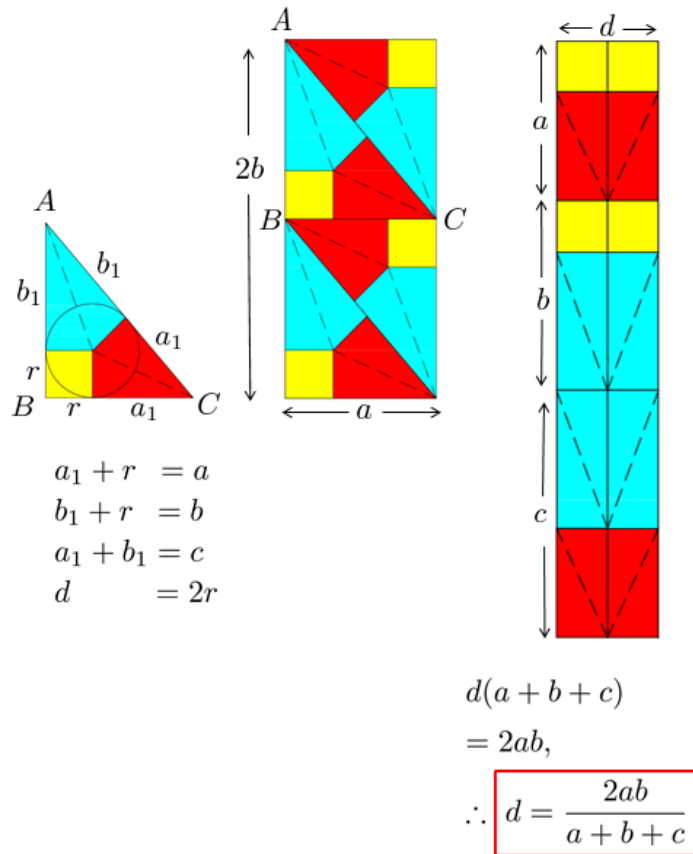 A
b₁
b₁
a₁
r
B
r
a₁
C
A
2b
B
C
a
d
a
b
c
a₁ + r = a
b₁ + r = b
a₁ + b₁ = c
d = 2r
d(a + b + c)
= 2ab,
∴ d = 2ab / (a + b + c)